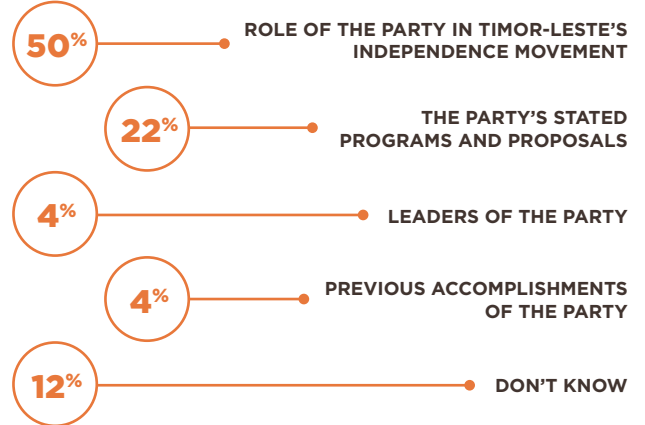 50%
ROLE OF THE PARTY IN TIMOR-LESTE’S
INDEPENDENCE MOVEMENT
22%
THE PARTY’S STATED
PROGRAMS AND PROPOSALS
4%
LEADERS OF THE PARTY
4%
PREVIOUS ACCOMPLISHMENTS
OF THE PARTY
12%
DON’T KNOW